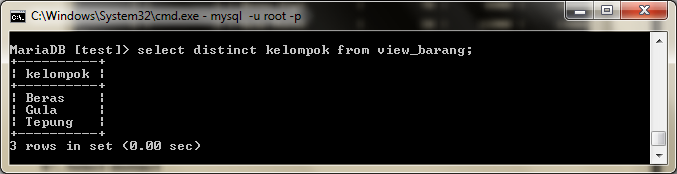 C:\Windows\System32\cmd.exe - mysql -u root -p
MariaDB [test]> select distinct kelompok from view_barang;
+----------+
| kelompok |
+----------+
| Beras    |
| Gula     |
| Tepung   |
+----------+
3 rows in set (0.00 sec)